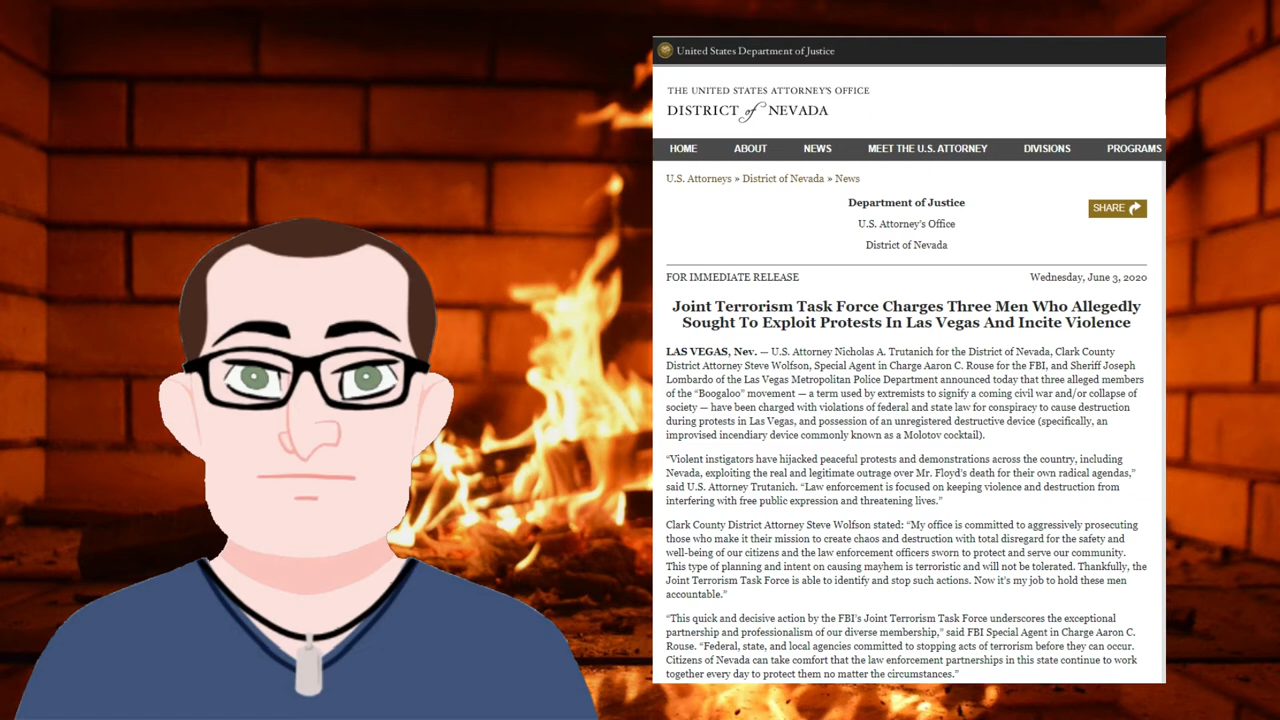 United States Department of Justice
THE UNITED STATES ATTORNEY'S OFFICE
DISTRICT of NEVADA
HOME ABOUT NEWS MEET THE U.S. ATTORNEY DIVISIONS PROGRAMS
U.S. Attorneys » District of Nevada » News
Department of Justice
SHARE
U.S. Attorney's Office
District of Nevada
FOR IMMEDIATE RELEASE Wednesday, June 3, 2020
Joint Terrorism Task Force Charges Three Men Who Allegedly
Sought To Exploit Protests In Las Vegas And Incite Violence
LAS VEGAS, Nev. — U.S. Attorney Nicholas A. Trutanich for the District of Nevada, Clark County
District Attorney Steve Wolfson, Special Agent in Charge Aaron C. Rouse for the FBI, and Sheriff Joseph
Lombardo of the Las Vegas Metropolitan Police Department announced today that three alleged members
of the “Boogaloo” movement — a term used by extremists to signify a coming civil war and/or collapse of
society — have been charged with violations of federal and state law for conspiracy to cause destruction
during protests in Las Vegas, and possession of an unregistered destructive device (specifically, an
improvised incendiary device commonly known as a Molotov cocktail).
“Violent instigators have hijacked peaceful protests and demonstrations across the country, including
Nevada, exploiting the real and legitimate outrage over Mr. Floyd’s death for their own radical agendas,”
said U.S. Attorney Trutanich. “Law enforcement is focused on keeping violence and destruction from
interfering with free public expression and threatening lives.”
Clark County District Attorney Steve Wolfson stated: “My office is committed to aggressively prosecuting
those who make it their mission to create chaos and destruction with total disregard for the safety and
well-being of our citizens and the law enforcement officers sworn to protect and serve our community.
This type of planning and intent on causing mayhem is terroristic and will not be tolerated. Thankfully, the
Joint Terrorism Task Force is able to identify and stop such actions. Now it’s my job to hold these men
accountable.”
“This quick and decisive action by the FBI’s Joint Terrorism Task Force underscores the exceptional
partnership and professionalism of our diverse membership,” said FBI Special Agent in Charge Aaron C.
Rouse. “Federal, state, and local agencies committed to stopping acts of terrorism before they can occur.
Citizens of Nevada can take comfort that the law enforcement partnerships in this state continue to work
together every day to protect them no matter the circumstances.”